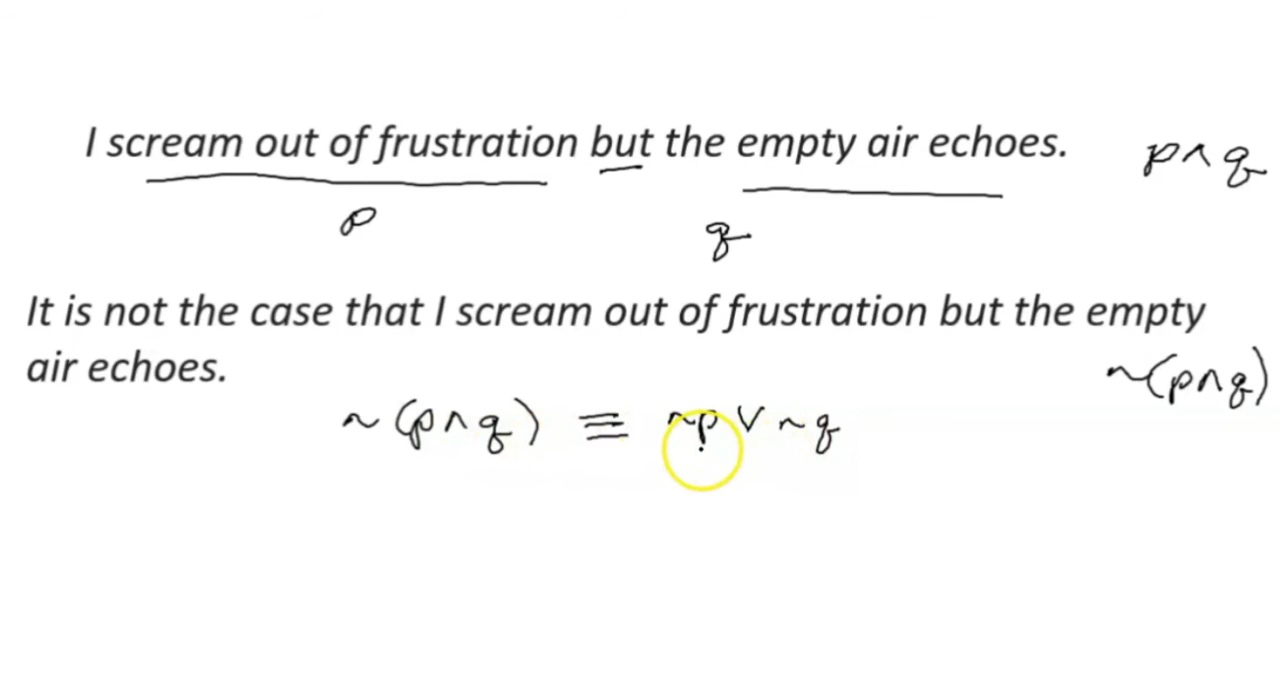 I scream out of frustration but the empty air echoes. p∧q
p q
It is not the case that I scream out of frustration but the empty
air echoes. ~(p∧q)
~(p∧q) ≡ ~p∨~q